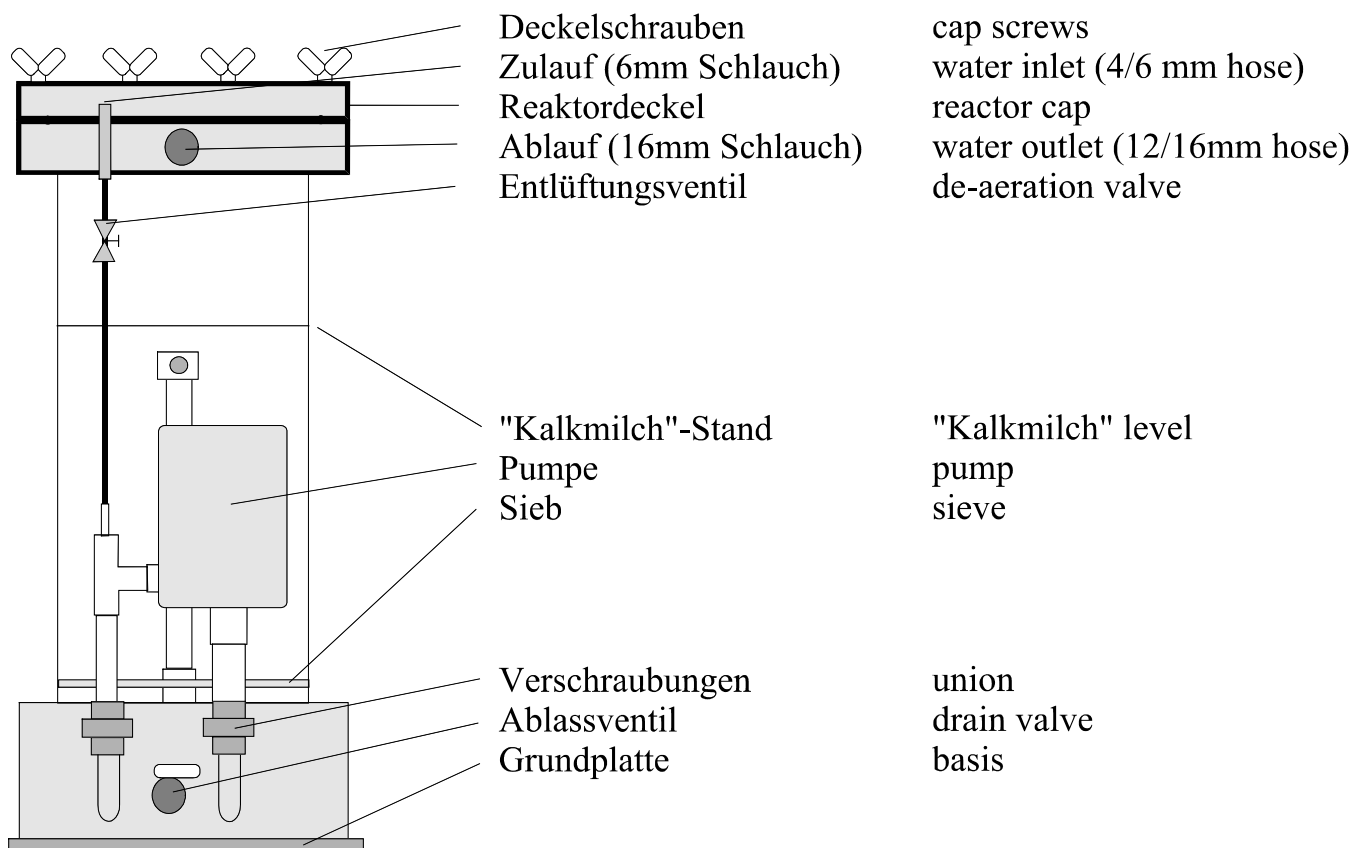 Deckelschrauben cap screws
Zulauf (6mm Schlauch) water inlet (4/6 mm hose)
Reaktordeckel reactor cap
Ablauf (16mm Schlauch) water outlet (12/16mm hose)
Entlüftungsventil de-aeration valve
"Kalkmilch"-Stand "Kalkmilch" level
Pumpe pump
Sieb sieve
Verschraubungen union
Ablassventil drain valve
Grundplatte basis